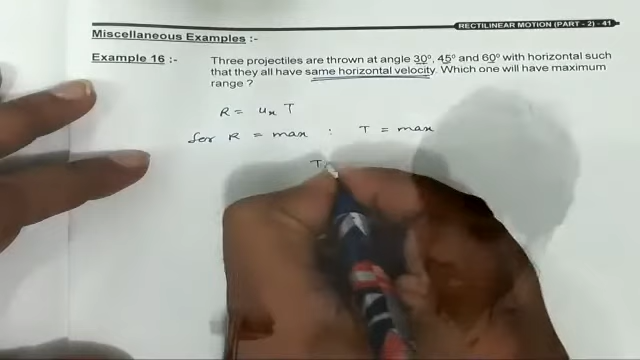 RECTILINEAR MOTION (PART - 2) - 41
Miscellaneous Examples :-
Example 16 :- Three projectiles are thrown at angle 30º, 45º and 60º with horizontal such
that they all have same horizontal velocity. Which one will have maximum
range ?
R = uₓ T
for R = max : T = max
T